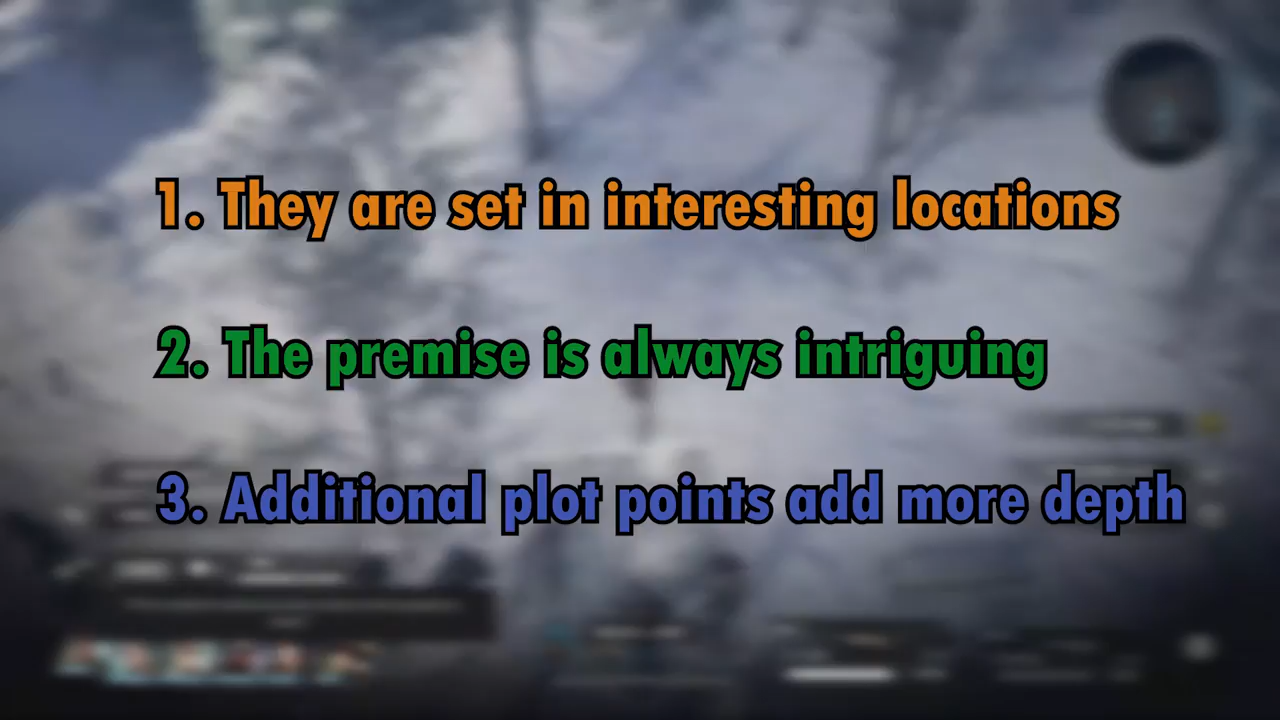 1. They are set in interesting locations
2. The premise is always intriguing
3. Additional plot points add more depth